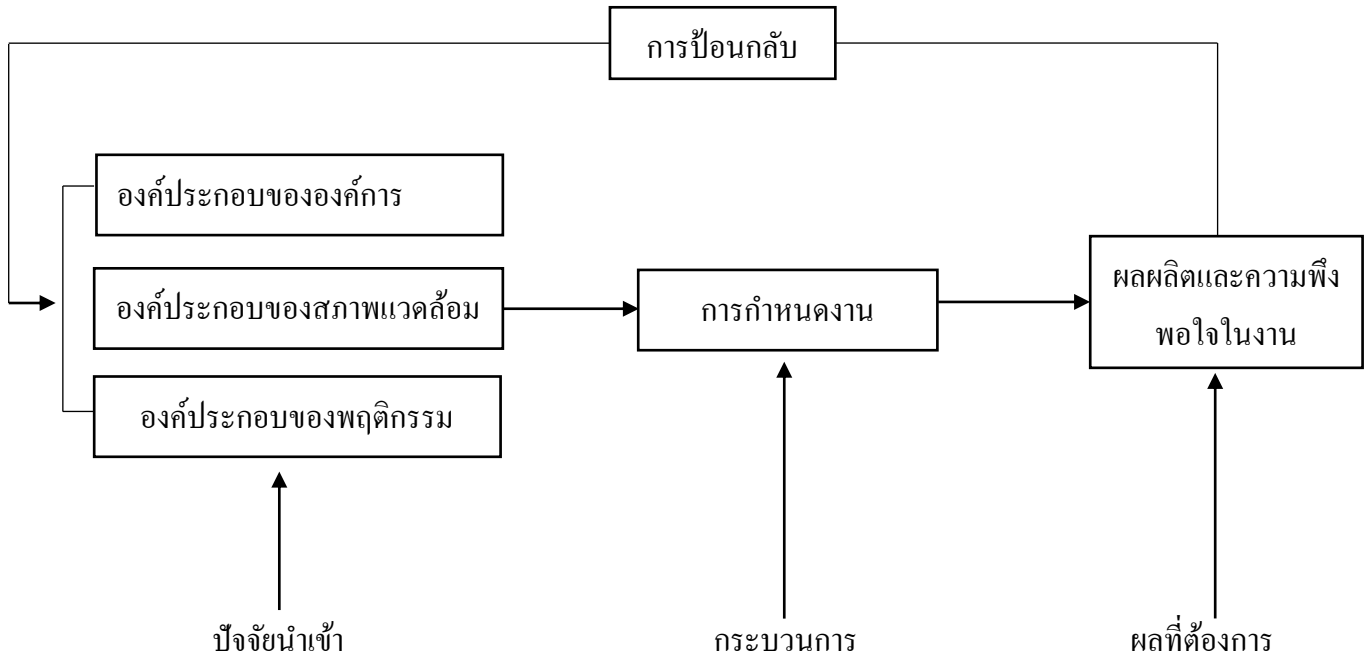 การป้อนกลับ
องค์ประกอบขององค์การ
องค์ประกอบของสภาพแวดล้อม
องค์ประกอบของพฤติกรรม
การกำหนดงาน
ผลผลิตและความพึง
พอใจในงาน
ปัจจัยนำเข้า
กระบวนการ
ผลที่ต้องการ